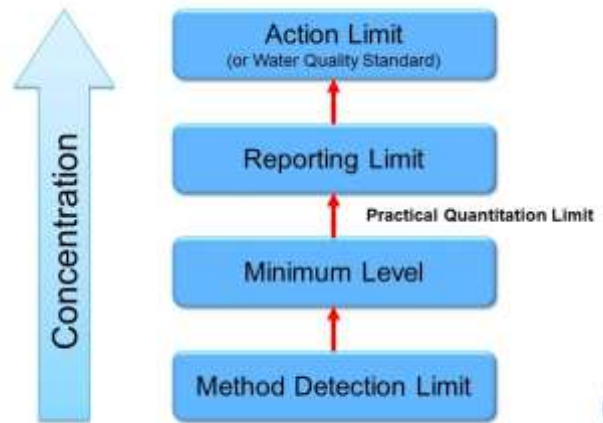 Action Limit
(or Water Quality Standard)
Reporting Limit
Practical Quantitation Limit
Minimum Level
Method Detection Limit
Concentration